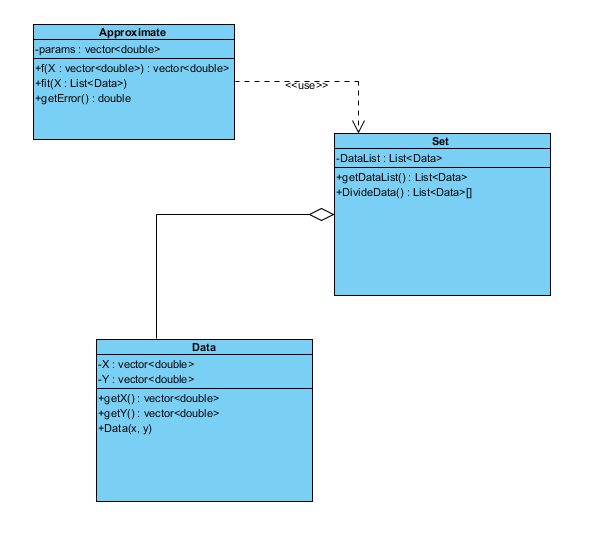 Approximate
-params : vector<double>
+f(X : vector<double>) : vector<double>
+fit(X : List<Data>)
+getError() : double
<<use>>
Set
-DataList : List<Data>
+getDataList() : List<Data>
+DivideData() : List<Data>[]
Data
-X : vector<double>
-Y : vector<double>
+getX() : vector<double>
+getY() : vector<double>
+Data(x, y)